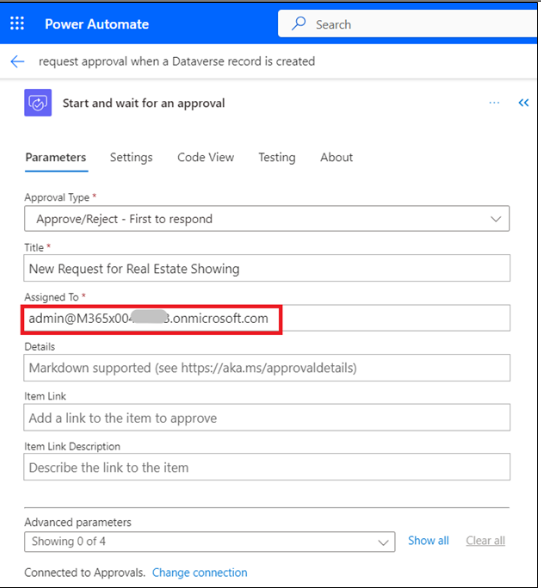 Power Automate
Search
request approval when a Dataverse record is created
Start and wait for an approval
Parameters Settings Code View Testing About
Approval Type *
Approve/Reject - First to respond
Title *
New Request for Real Estate Showing
Assigned To *
.onmicrosoft.com
Details
Markdown supported (see https://aka.ms/approvaldetails)
Item Link
Add a link to the item to approve
Item Link Description
Describe the link to the item
Advanced parameters
Showing 0 of 4 Show all Clear all
Connected to Approvals. Change connection